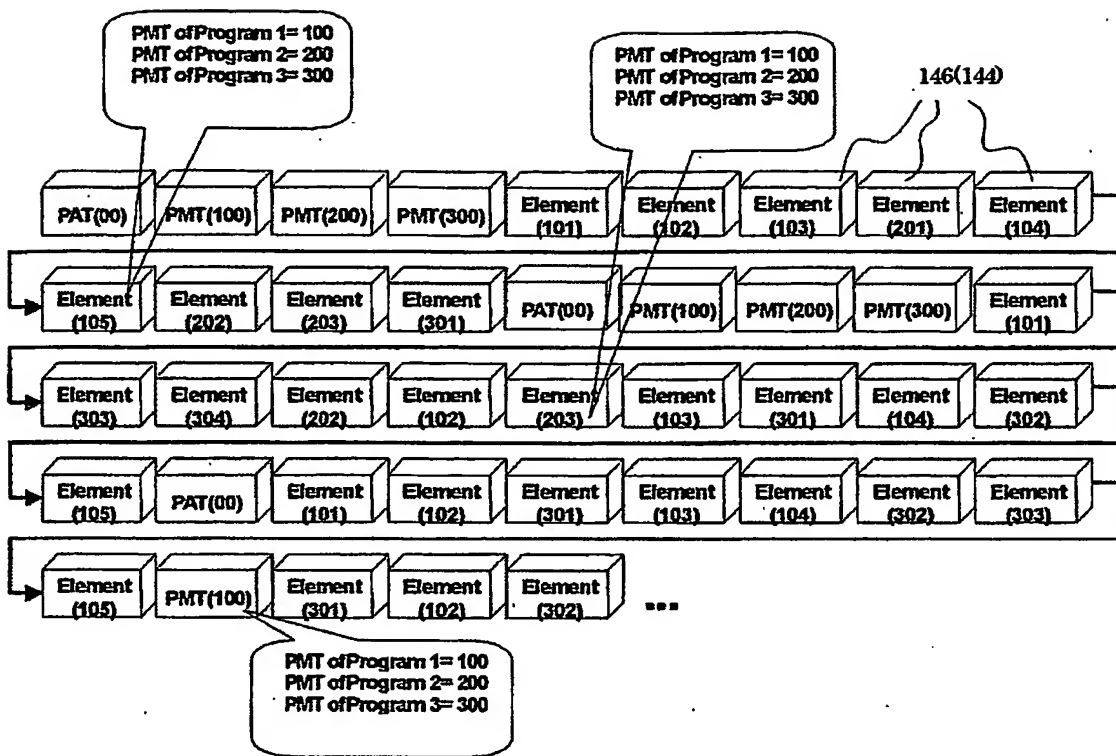 PMT of Program 1= 100
PMT of Program 2= 200
PMT of Program 3= 300
PMT of Program 1= 100
PMT of Program 2= 200
PMT of Program 3= 300
146(144)
PAT(00) PMT(100) PMT(200) PMT(300) Element (101) Element (102) Element (103) Element (201) Element (104)
Element (105) Element (202) Element (203) Element (301) PAT(00) PMT(100) PMT(200) PMT(300) Element (101)
Element (303) Element (304) Element (202) Element (102) Element (203) Element (103) Element (301) Element (104) Element (302)
Element (105) PAT(00) Element (101) Element (102) Element (301) Element (103) Element (104) Element (302) Element (303)
Element (105) PMT(100) Element (301) Element (102) Element (302) ...
PMT of Program 1= 100
PMT of Program 2= 200
PMT of Program 3= 300